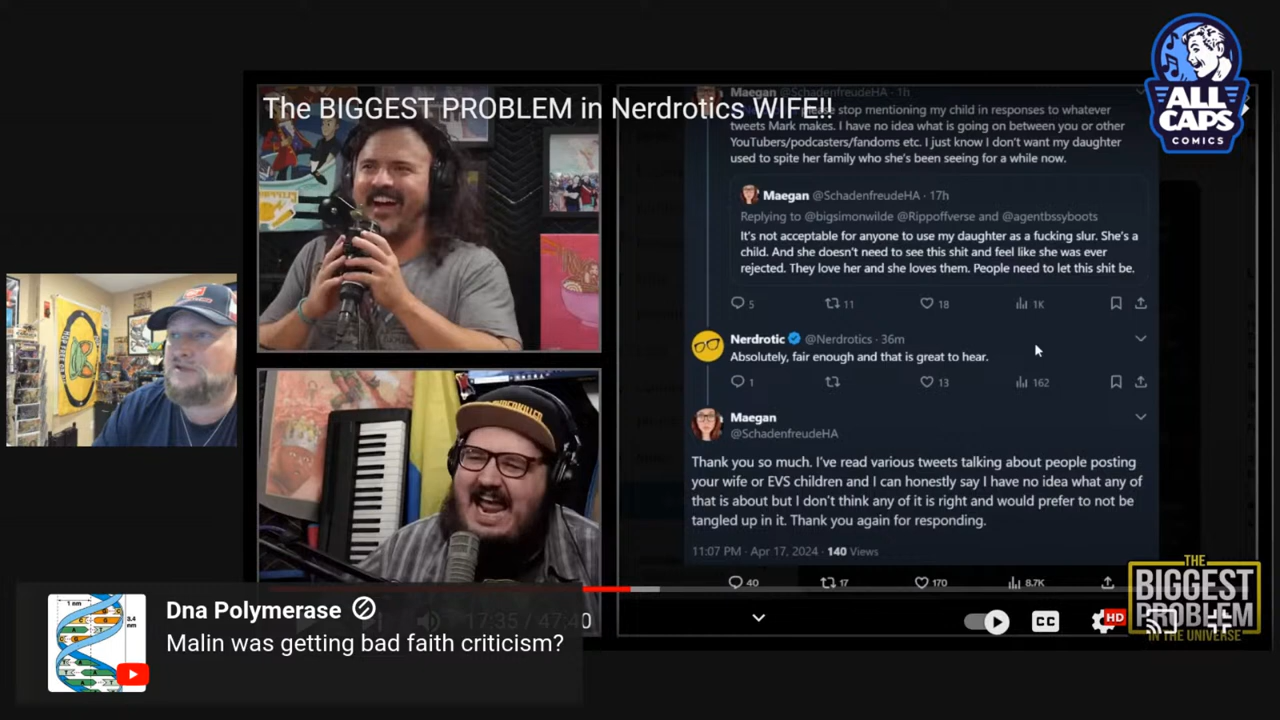 The BIGGEST PROBLEM in Nerdrotics WIFE!!
ALL
CAPS
COMICS
Maegan @SchadenfreudeHA · 1h
stop mentioning my child in responses to whatever
tweets Mark makes. I have no idea what is going on between you or other
YouTubers/podcasters/fandoms etc. I just know I don't want my daughter
used to spite her family who she's been seeing for a while now.
Maegan @SchadenfreudeHA · 17h
Replying to @bigsimonwilde @Rippoffverse and @agentbssyboots
It's not acceptable for anyone to use my daughter as a fucking slur. She's a
child. And she doesn't need to see this shit and feel like she was ever
rejected. They love her and she loves them. People need to let this shit be.
5 11 18 1K
Nerdrotic @Nerdrotics · 36m
Absolutely, fair enough and that is great to hear.
1 13 162
Maegan
@SchadenfreudeHA
Thank you so much. I've read various tweets talking about people posting
your wife or EVS children and I can honestly say I have no idea what any of
that is about but I don't think any of it is right and would prefer to not be
tangled up in it. Thank you again for responding.
11:07 PM · Apr 17, 2024 · 140 Views
40 17 170 8.7K
THE
BIGGEST
PROBLEM
IN THE UNIVERSE
17:35 / 47:40
CC
HD
1 nm
3.4
nm
Dna Polymerase
Malin was getting bad faith criticism?